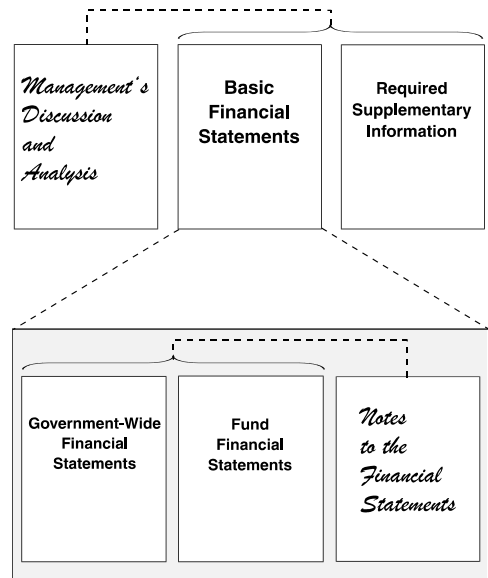 Management's
Discussion
and
Analysis
Basic
Financial
Statements
Required
Supplementary
Information
Government-Wide
Financial
Statements
Fund
Financial
Statements
Notes
to the
Financial
Statements